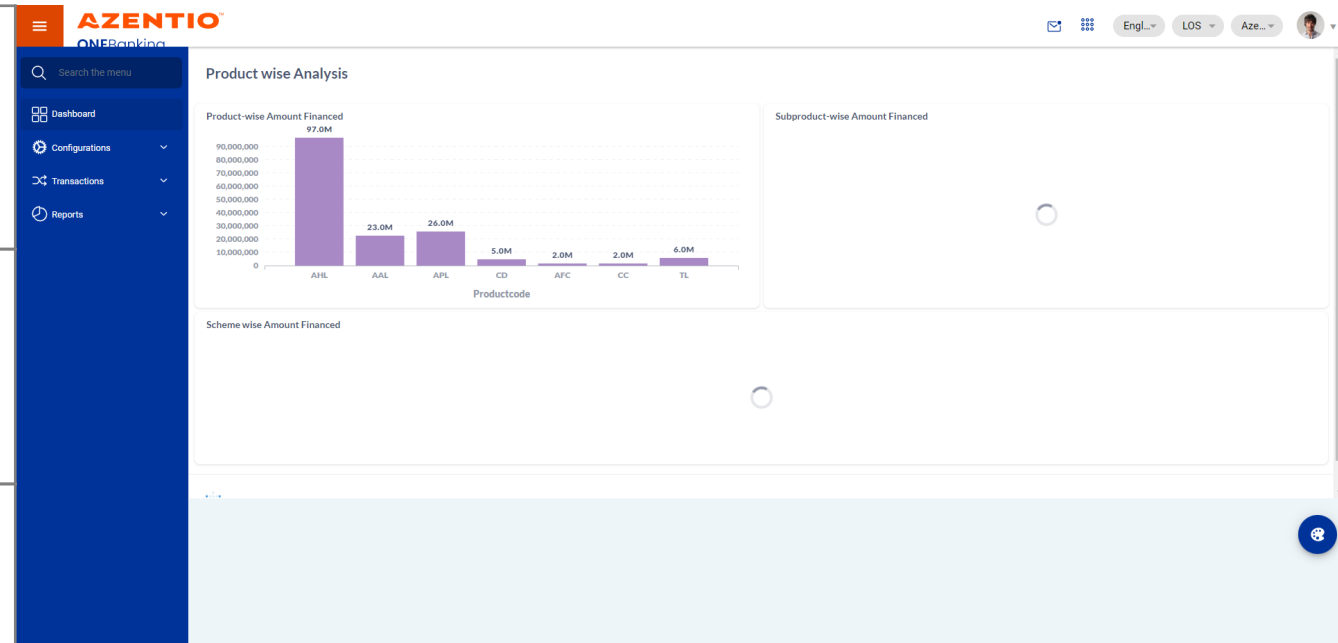 AZENTIO™
ONEBanking
Engl...
LOS
Aze...
Search the menu
Dashboard
Configurations
Transactions
Reports
Product wise Analysis
Product-wise Amount Financed
97.0M
90,000,000
80,000,000
70,000,000
60,000,000
50,000,000
40,000,000
30,000,000
20,000,000
10,000,000
0
23.0M
26.0M
5.0M
2.0M
2.0M
6.0M
AHL AAL APL CD AFC CC TL
Productcode
Subproduct-wise Amount Financed
Scheme wise Amount Financed